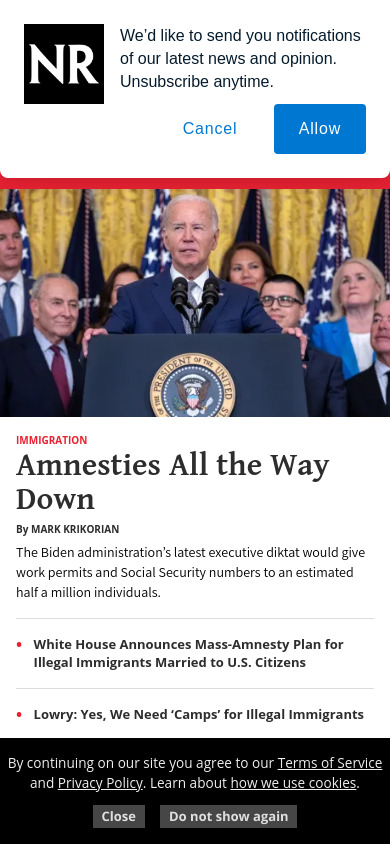 NR
We’d like to send you notifications
of our latest news and opinion.
Unsubscribe anytime.
Cancel
Allow
PRESIDENT OF THE UNITED
IMMIGRATION
Amnesties All the Way
Down
By MARK KRIKORIAN
The Biden administration’s latest executive diktat would give
work permits and Social Security numbers to an estimated
half a million individuals.
• White House Announces Mass-Amnesty Plan for
Illegal Immigrants Married to U.S. Citizens
• Lowry: Yes, We Need ‘Camps’ for Illegal Immigrants
By continuing on our site you agree to our Terms of Service
and Privacy Policy. Learn about how we use cookies.
Close
Do not show again